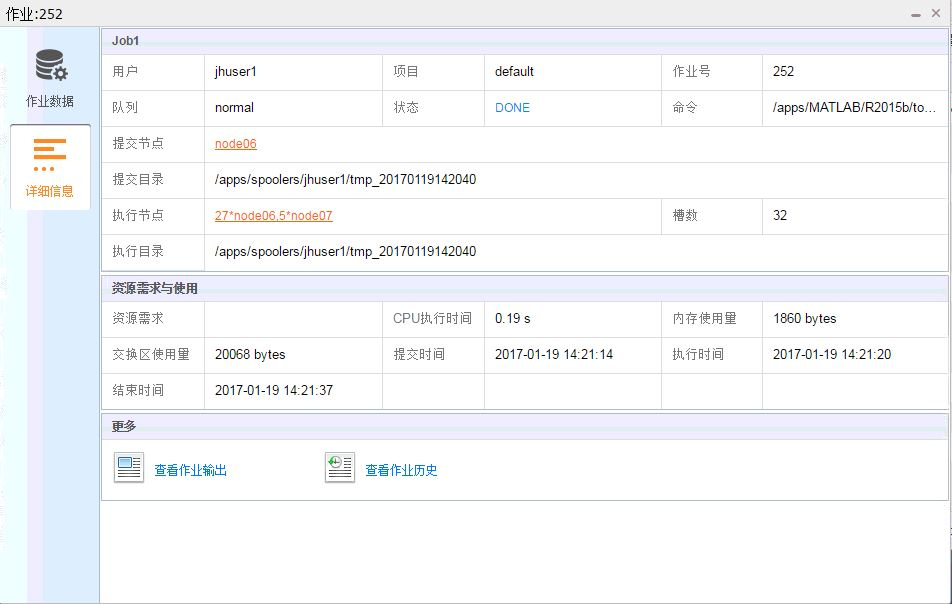 作业:252
作业数据
详细信息
Job1
用户 jhuser1 项目 default 作业号 252
队列 normal 状态 DONE 命令 /apps/MATLAB/R2015b/to...
提交节点 node06
提交目录 /apps/spoolers/jhuser1/tmp_20170119142040
执行节点 27*node06,5*node07 槽数 32
执行目录 /apps/spoolers/jhuser1/tmp_20170119142040
资源需求与使用
资源需求 CPU执行时间 0.19 s 内存使用量 1860 bytes
交换区使用量 20068 bytes 提交时间 2017-01-19 14:21:14 执行时间 2017-01-19 14:21:20
结束时间 2017-01-19 14:21:37
更多
查看作业输出 查看作业历史